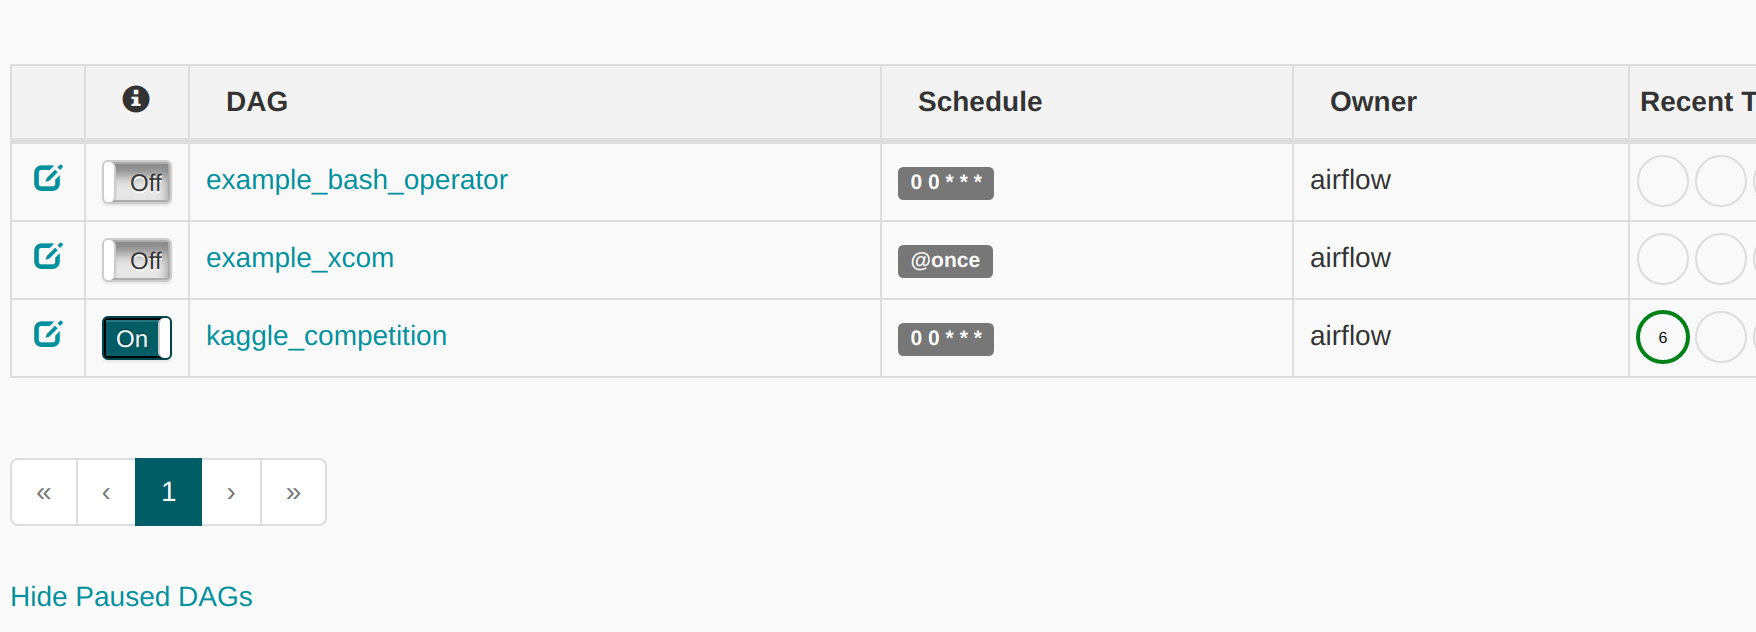 DAG Schedule Owner Recent T
Off example_bash_operator 0 0 * * * airflow
Off example_xcom @once airflow
On kaggle_competition 0 0 * * * airflow 6
« ‹ 1 › »
Hide Paused DAGs